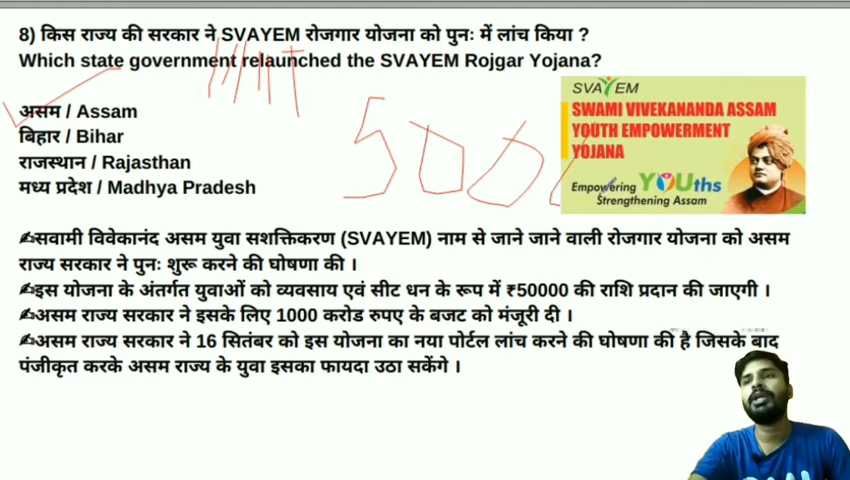 8) किस राज्य की सरकार ने SVAYEM रोजगार योजना को पुनः में लांच किया ?
Which state government relaunched the SVAYEM Rojgar Yojana?
असम / Assam
बिहार / Bihar
राजस्थान / Rajasthan
मध्य प्रदेश / Madhya Pradesh
5000
SVAYEM
SWAMI VIVEKANANDA ASSAM
YOUTH EMPOWERMENT
YOJANA
Empowering YOUths
Strengthening Assam
✍स्वामी विवेकानंद असम युवा सशक्तिकरण (SVAYEM) नाम से जाने जाने वाली रोजगार योजना को असम
राज्य सरकार ने पुनः शुरू करने की घोषणा की ।
✍इस योजना के अंतर्गत युवाओं को व्यवसाय एवं सीट धन के रूप में ₹50000 की राशि प्रदान की जाएगी ।
✍असम राज्य सरकार ने इसके लिए 1000 करोड रुपए के बजट को मंजूरी दी ।
✍असम राज्य सरकार ने 16 सितंबर को इस योजना का नया पोर्टल लांच करने की घोषणा की है जिसके बाद
पंजीकृत करके असम राज्य के युवा इसका फायदा उठा सकेंगे ।